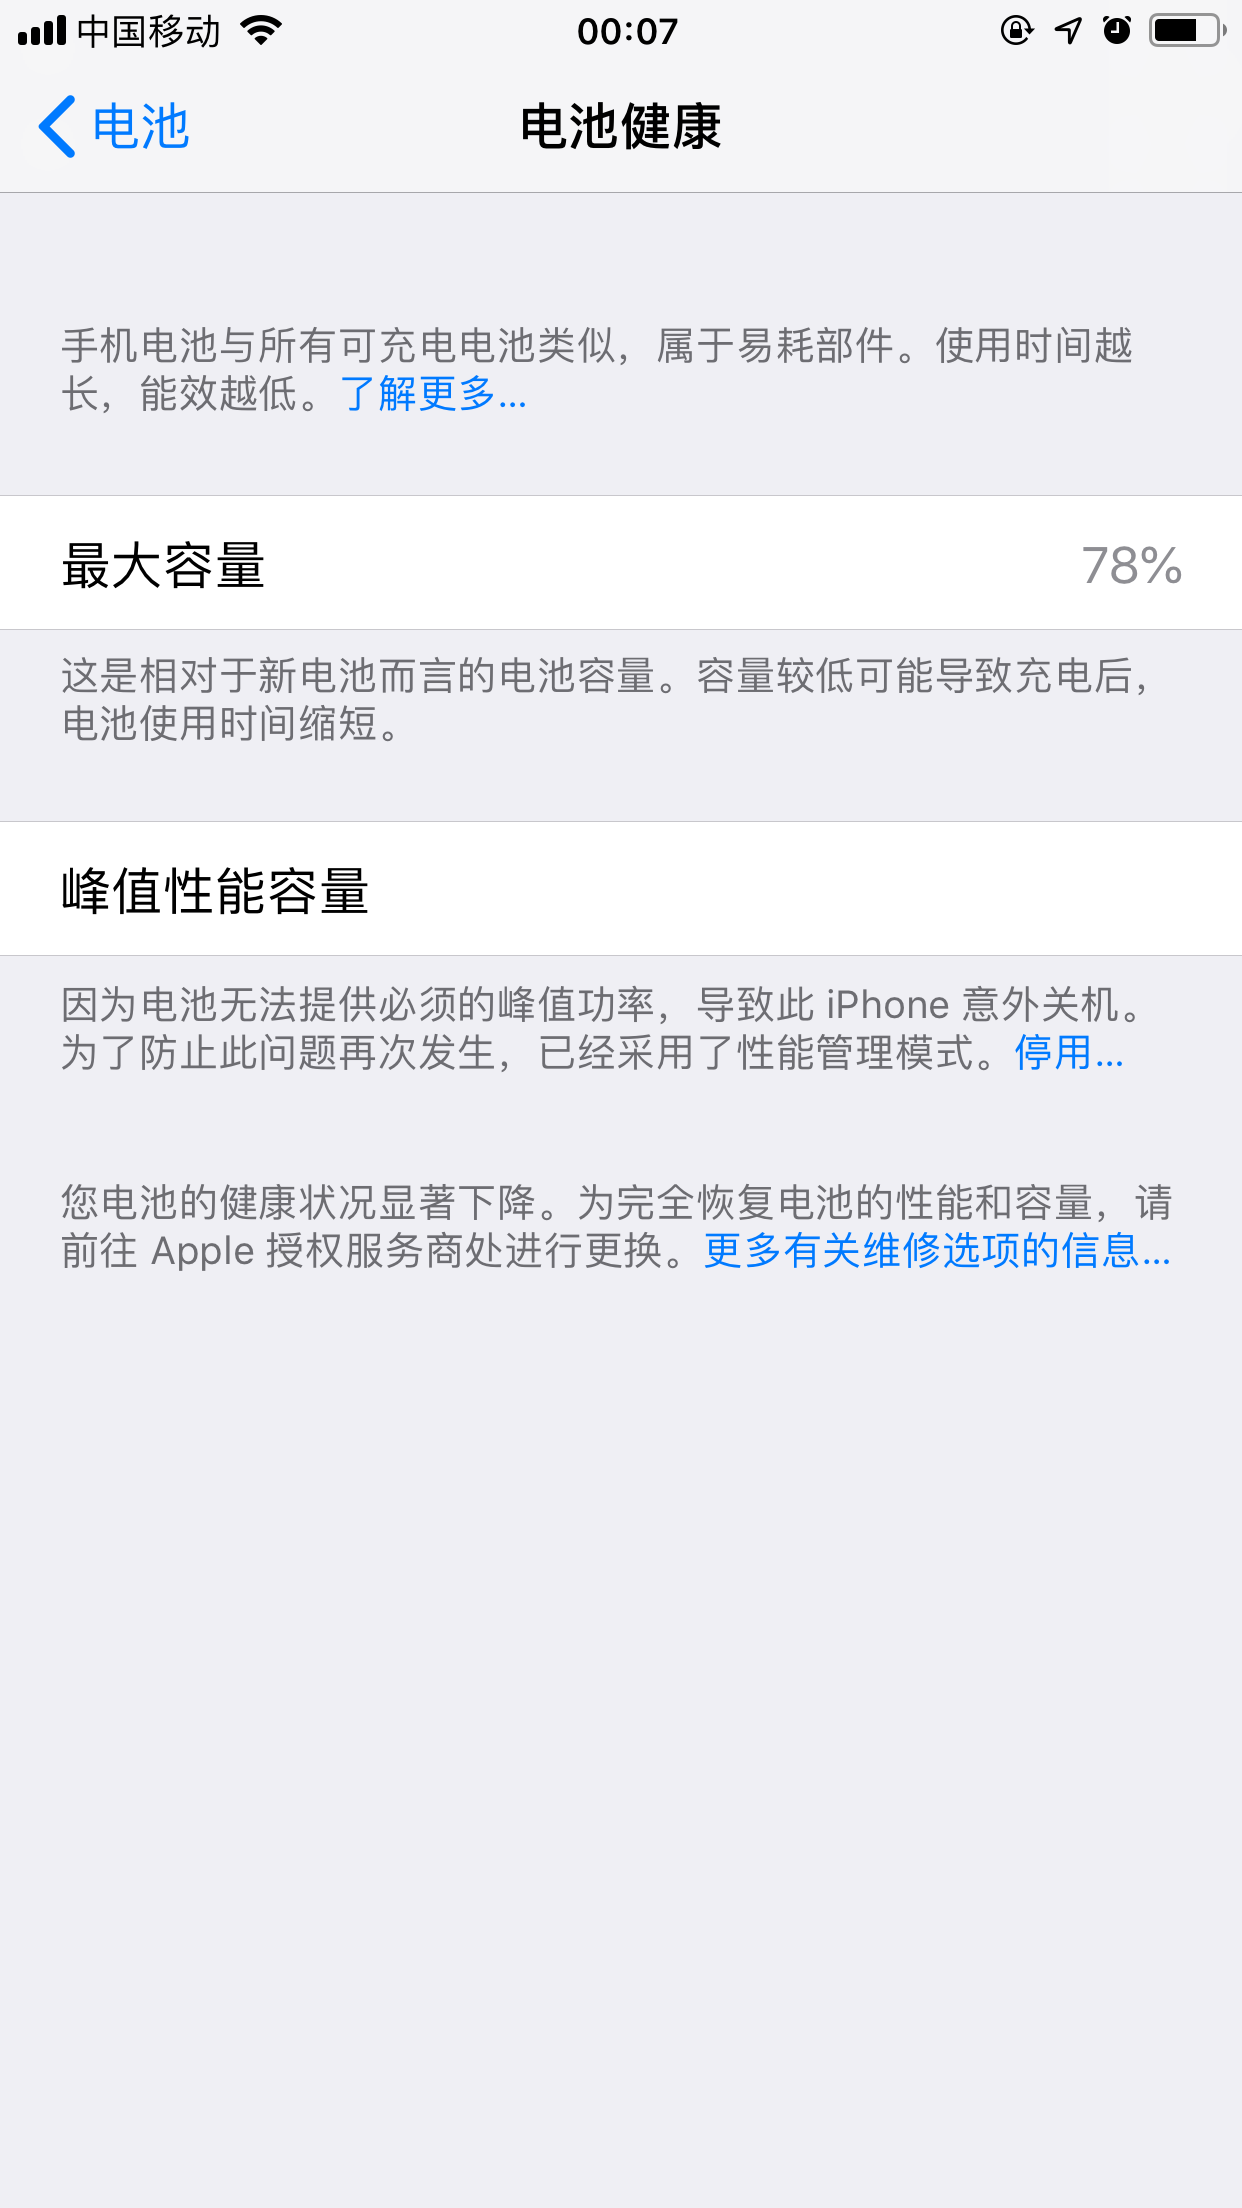 中国移动
00:07
电池
电池健康
手机电池与所有可充电电池类似，属于易耗部件。使用时间越
长，能效越低。了解更多...
最大容量
78%
这是相对于新电池而言的电池容量。容量较低可能导致充电后，
电池使用时间缩短。
峰值性能容量
因为电池无法提供必须的峰值功率，导致此 iPhone 意外关机。
为了防止此问题再次发生，已经采用了性能管理模式。停用...
您电池的健康状况显著下降。为完全恢复电池的性能和容量，请
前往 Apple 授权服务商处进行更换。更多有关维修选项的信息...